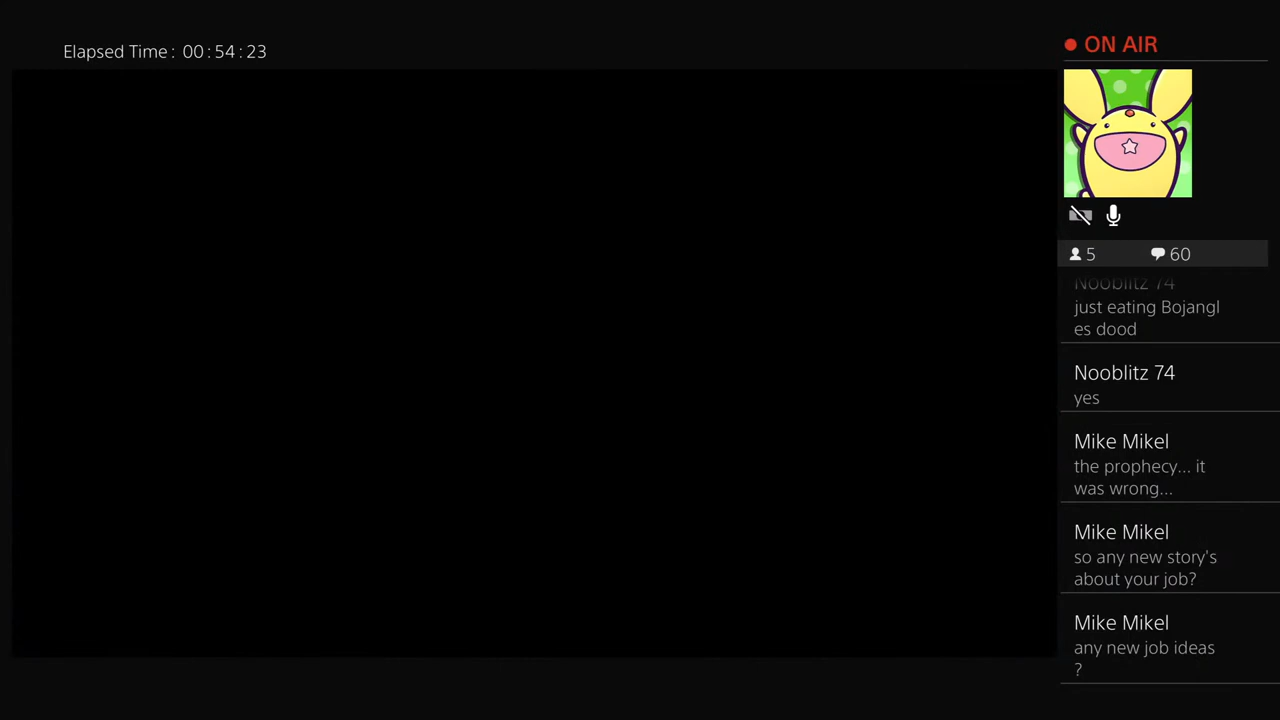 Elapsed Time : 00 : 54 : 23
ON AIR
5 60
Nooblitz 74
just eating Bojangl
es dood
Nooblitz 74
yes
Mike Mikel
the prophecy... it
was wrong...
Mike Mikel
so any new story's
about your job?
Mike Mikel
any new job ideas
?